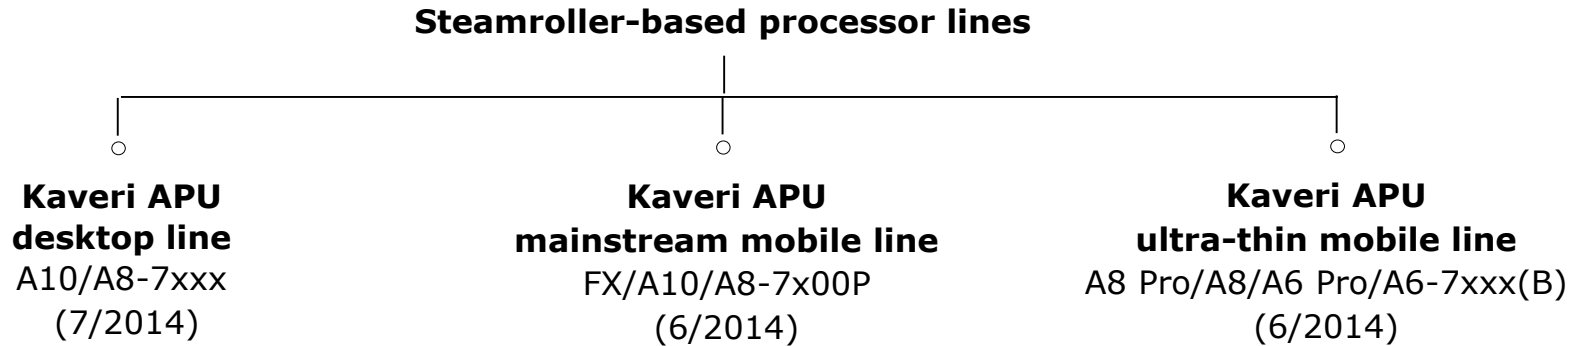 Steamroller-based processor lines
Kaveri APU
desktop line
A10/A8-7xxx
(7/2014)
Kaveri APU
mainstream mobile line
FX/A10/A8-7x00P
(6/2014)
Kaveri APU
ultra-thin mobile line
A8 Pro/A8/A6 Pro/A6-7xxx(B)
(6/2014)